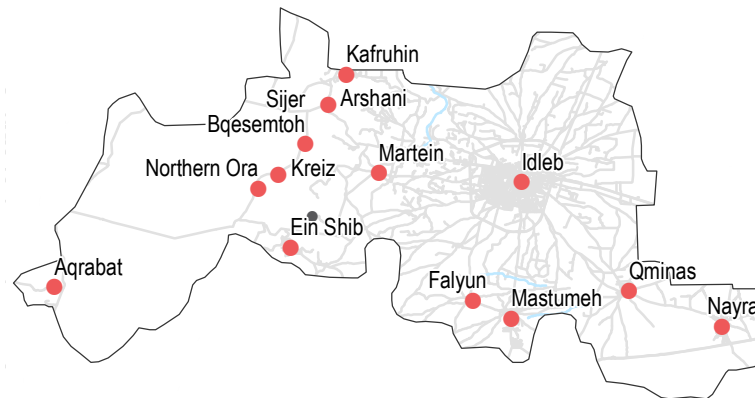 Kafruhin
Sijer
Arshani
Bqesemtoh
Martein
Idleb
Northern Ora
Kreiz
Ein Shib
Aqrabat
Falyun
Qminas
Mastumeh
Nayra